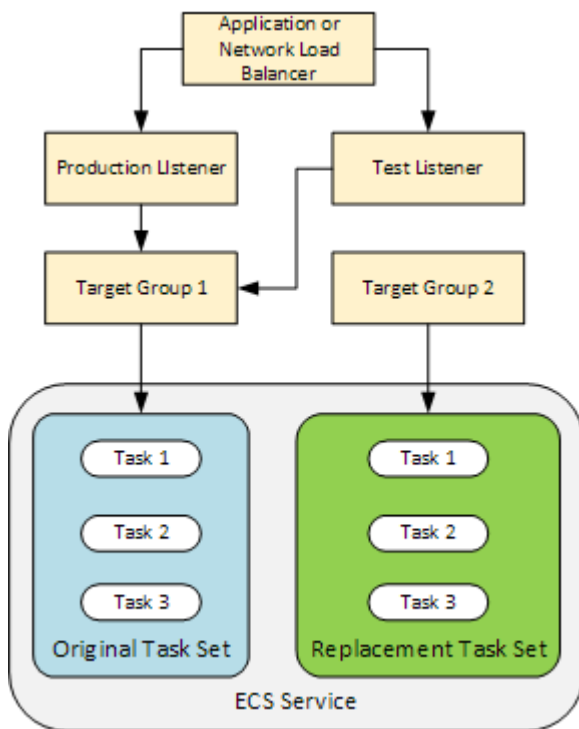 Application or
Network Load
Balancer
Production LIstener
Test Listener
Target Group 1
Target Group 2
Task 1
Task 1
Task 2
Task 2
Task 3
Task 3
Original Task Set
Replacement Task Set
ECS Service